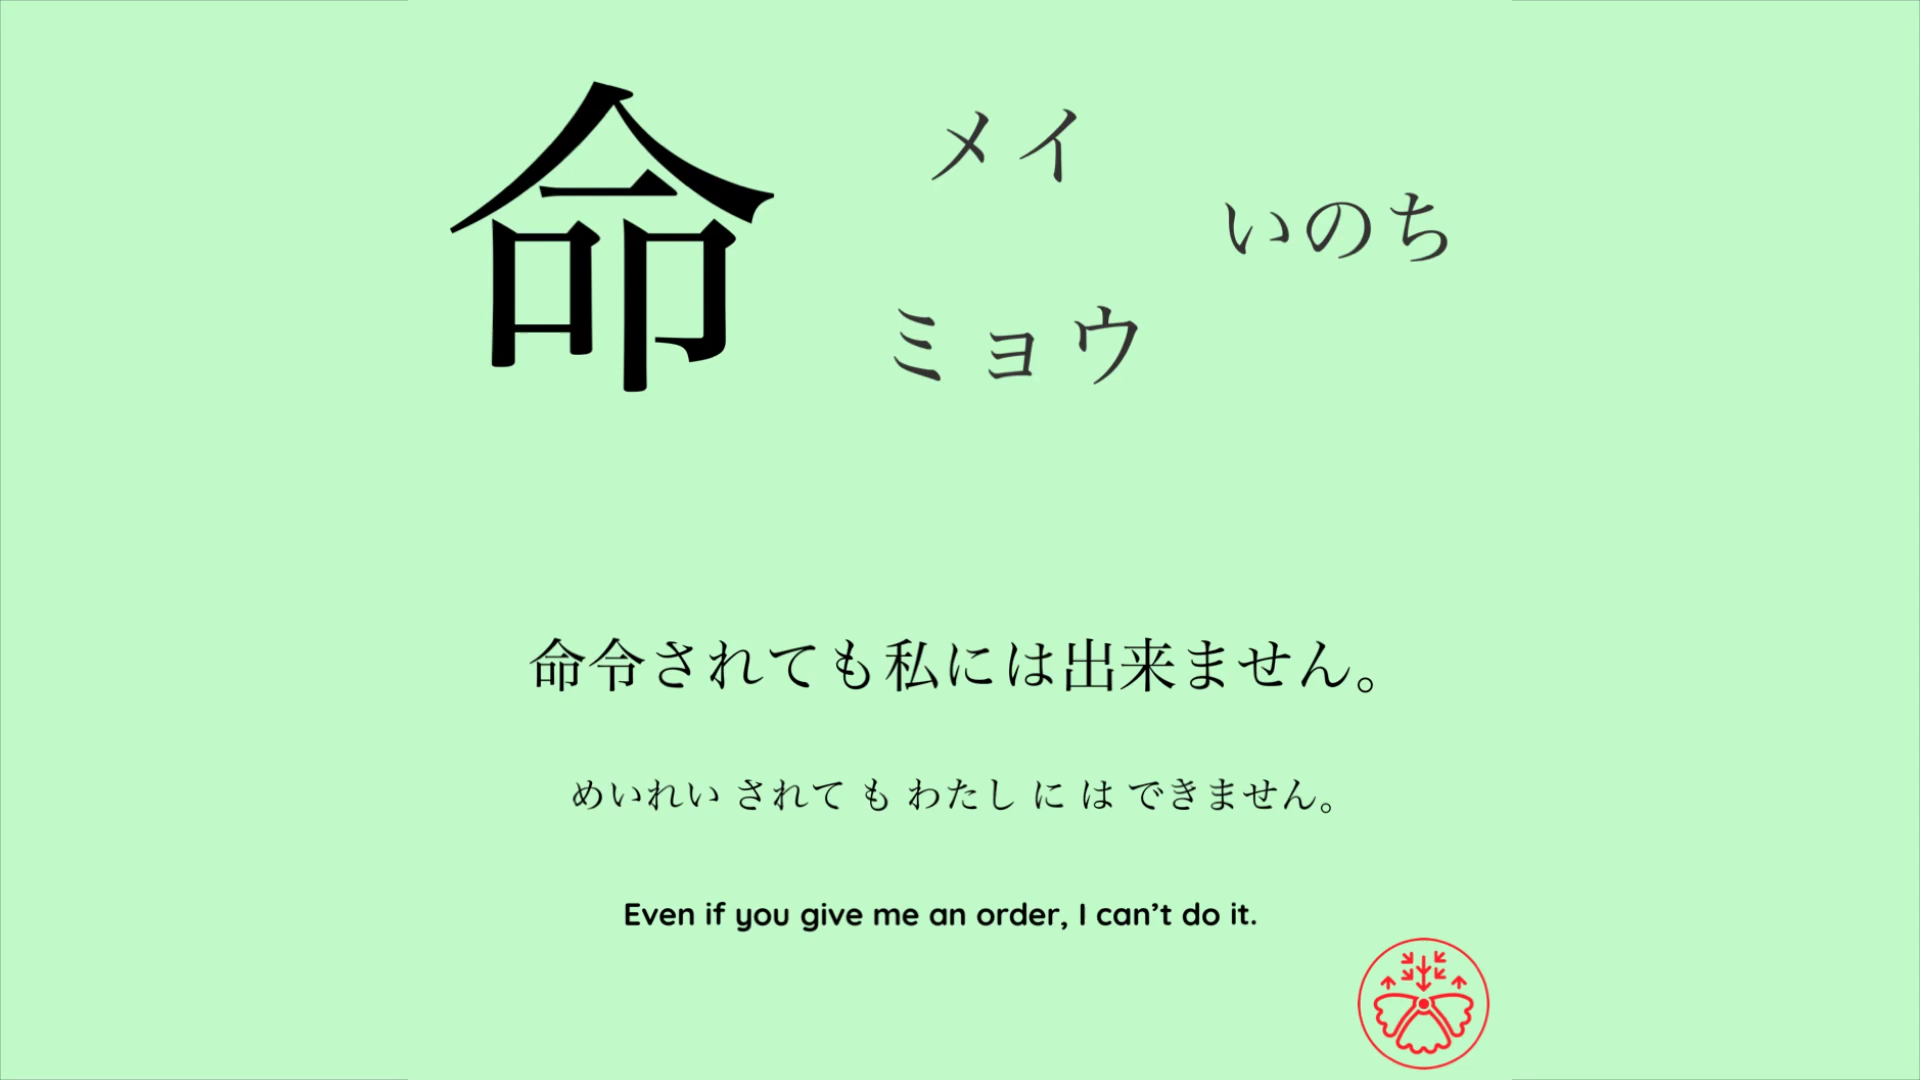 命
メイ
いのち
ミョウ
命令されても私には出来ません。
めいれい されて も わたし に は できません。
Even if you give me an order, I can’t do it.